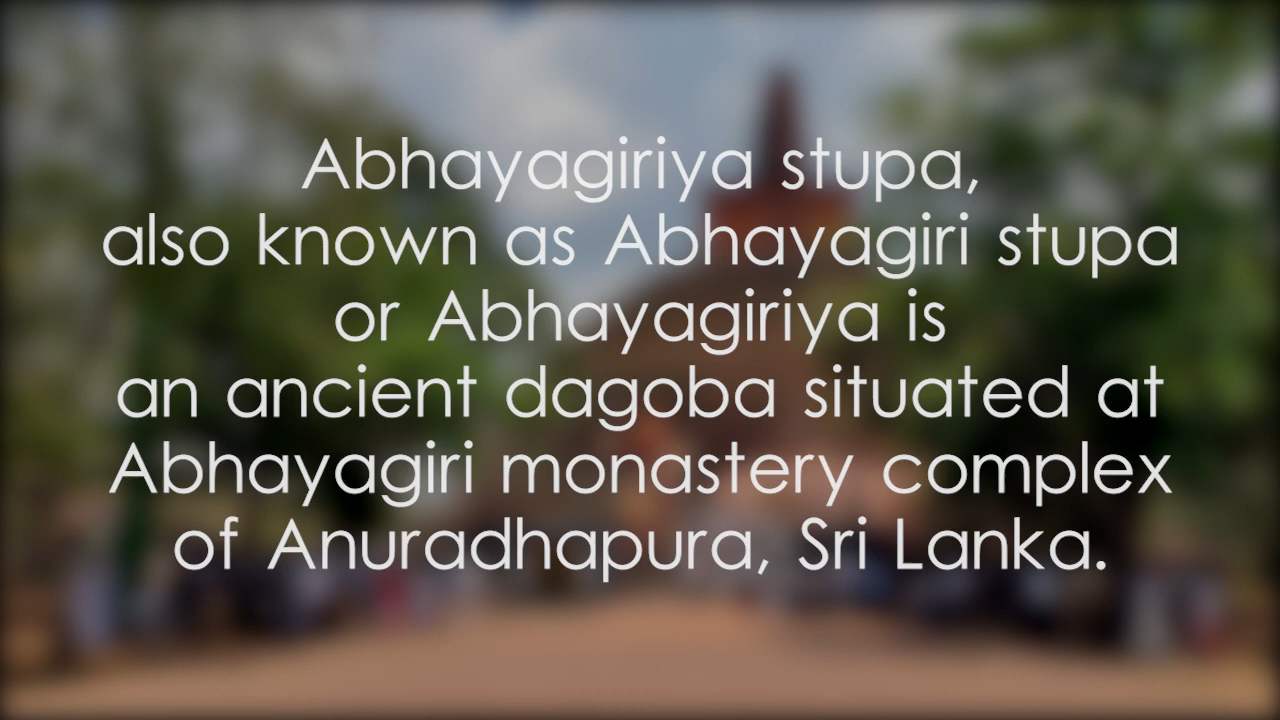 Abhayagiriya stupa,
also known as Abhayagiri stupa
or Abhayagiriya is
an ancient dagoba situated at
Abhayagiri monastery complex
of Anuradhapura, Sri Lanka.